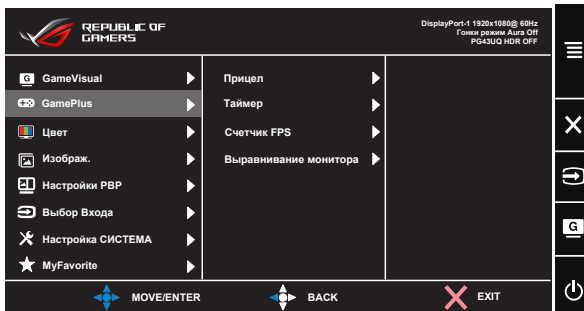 REPUBLIC OF
GAMERS
DisplayPort-1 1920x1080@ 60Hz
Гонки режим Aura Off
PG43UQ HDR OFF
G GameVisual
GamePlus
Цвет
Изображ.
Настройки PBP
Выбор Входа
Настройка СИСТЕМА
MyFavorite
Прицел
Таймер
Счетчик FPS
Выравнивание монитора
G
MOVE/ENTER
BACK
EXIT